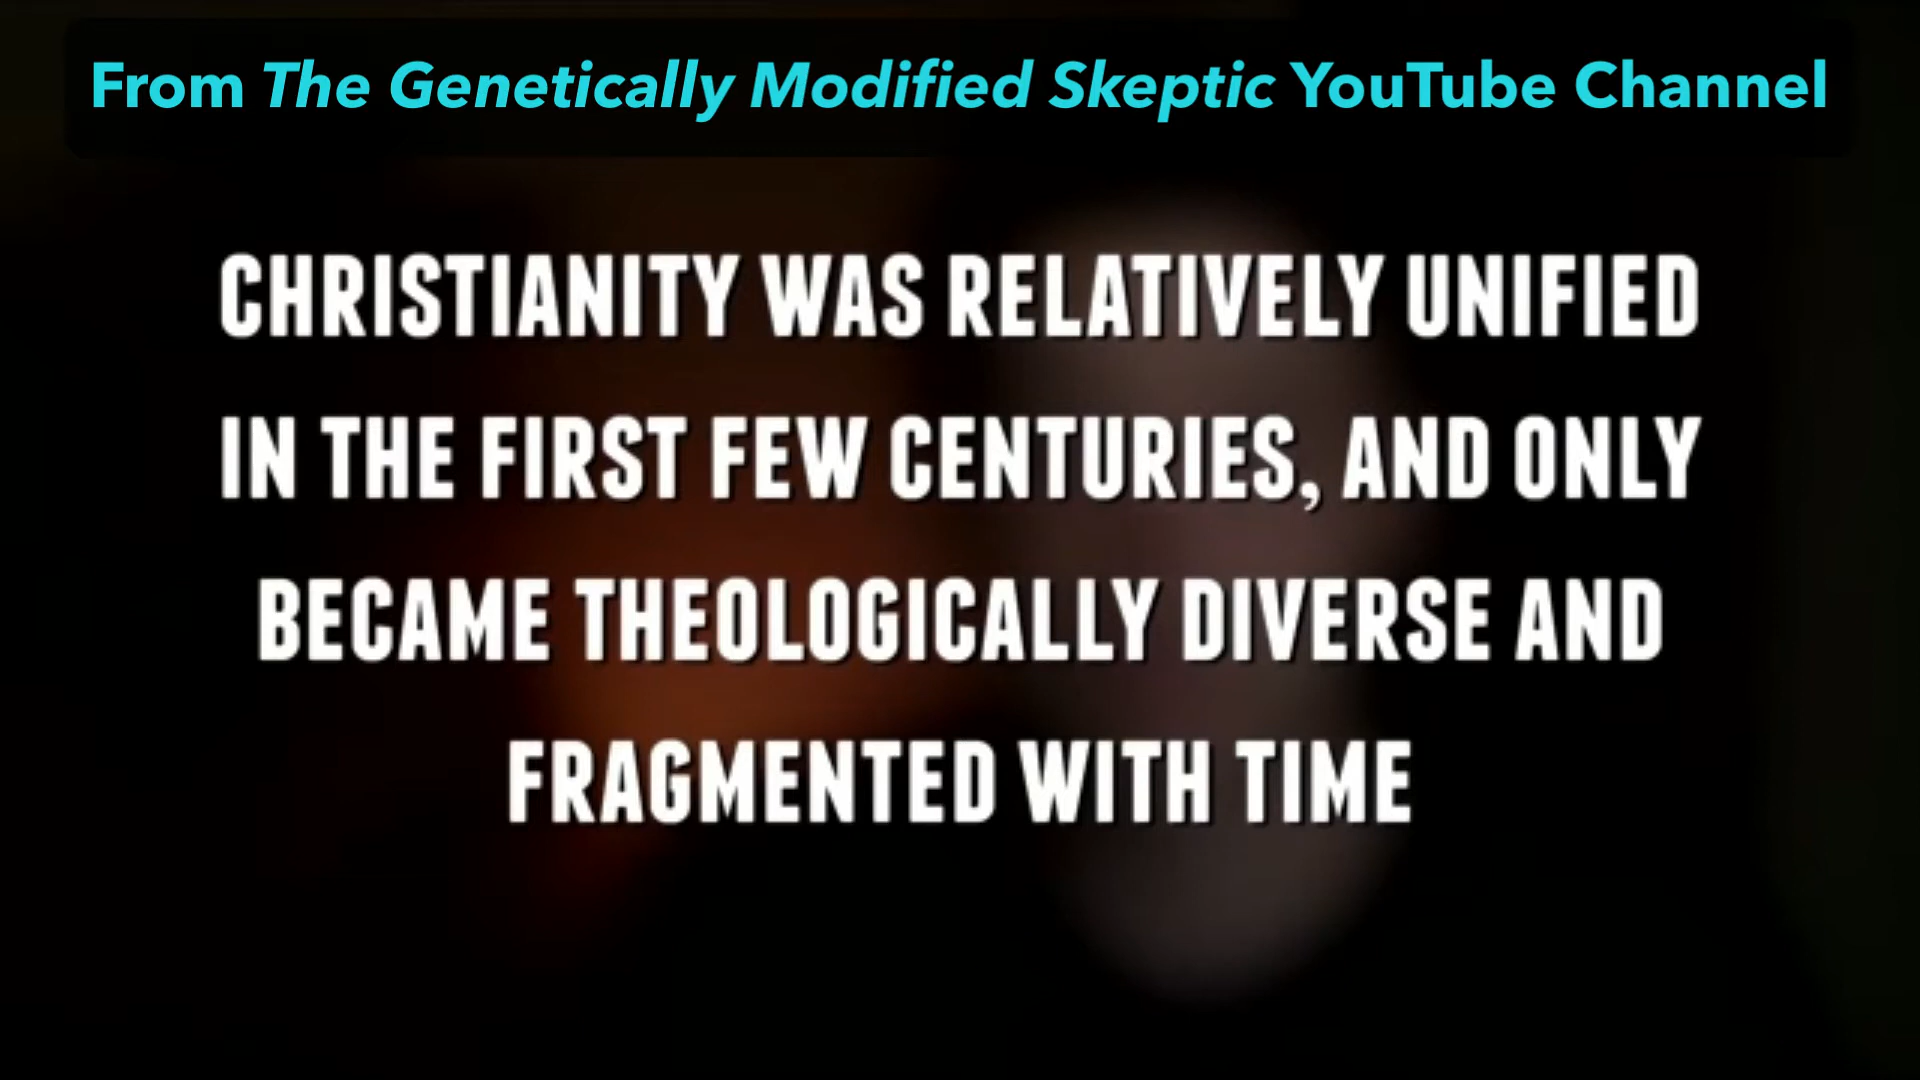 From The Genetically Modified Skeptic YouTube Channel
CHRISTIANITY WAS RELATIVELY UNIFIED
IN THE FIRST FEW CENTURIES, AND ONLY
BECAME THEOLOGICALLY DIVERSE AND
FRAGMENTED WITH TIME